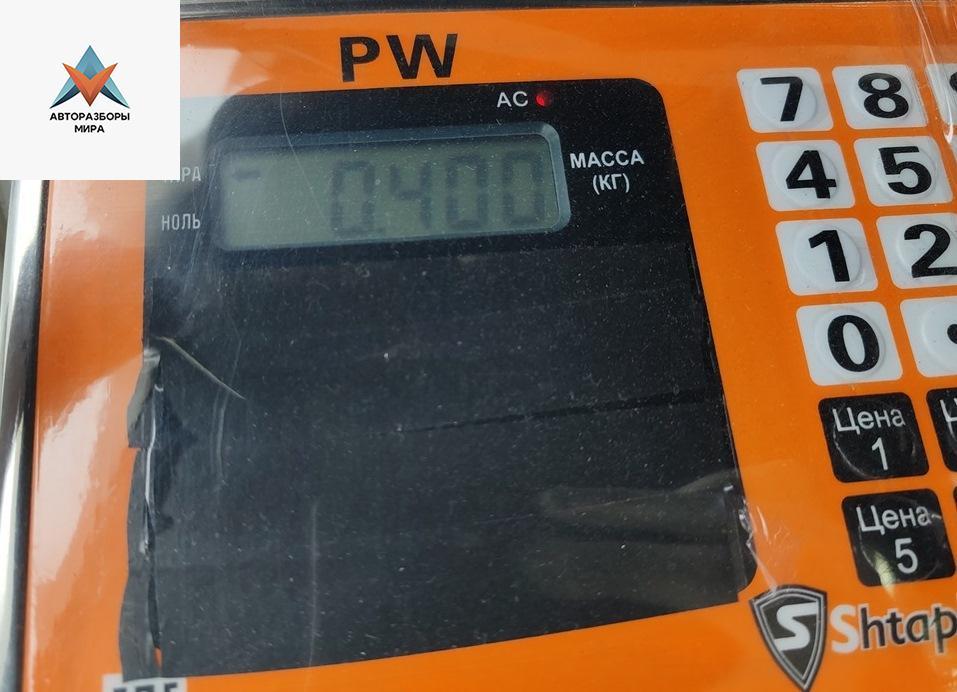 PW
АВТОРАЗБОРЫ
МИРА
AC
- 0.400
МАССА
(КГ)
НОЛЬ
7 8
4 5
1 2
0 .
Цена
1
Цена
5
S Shtap